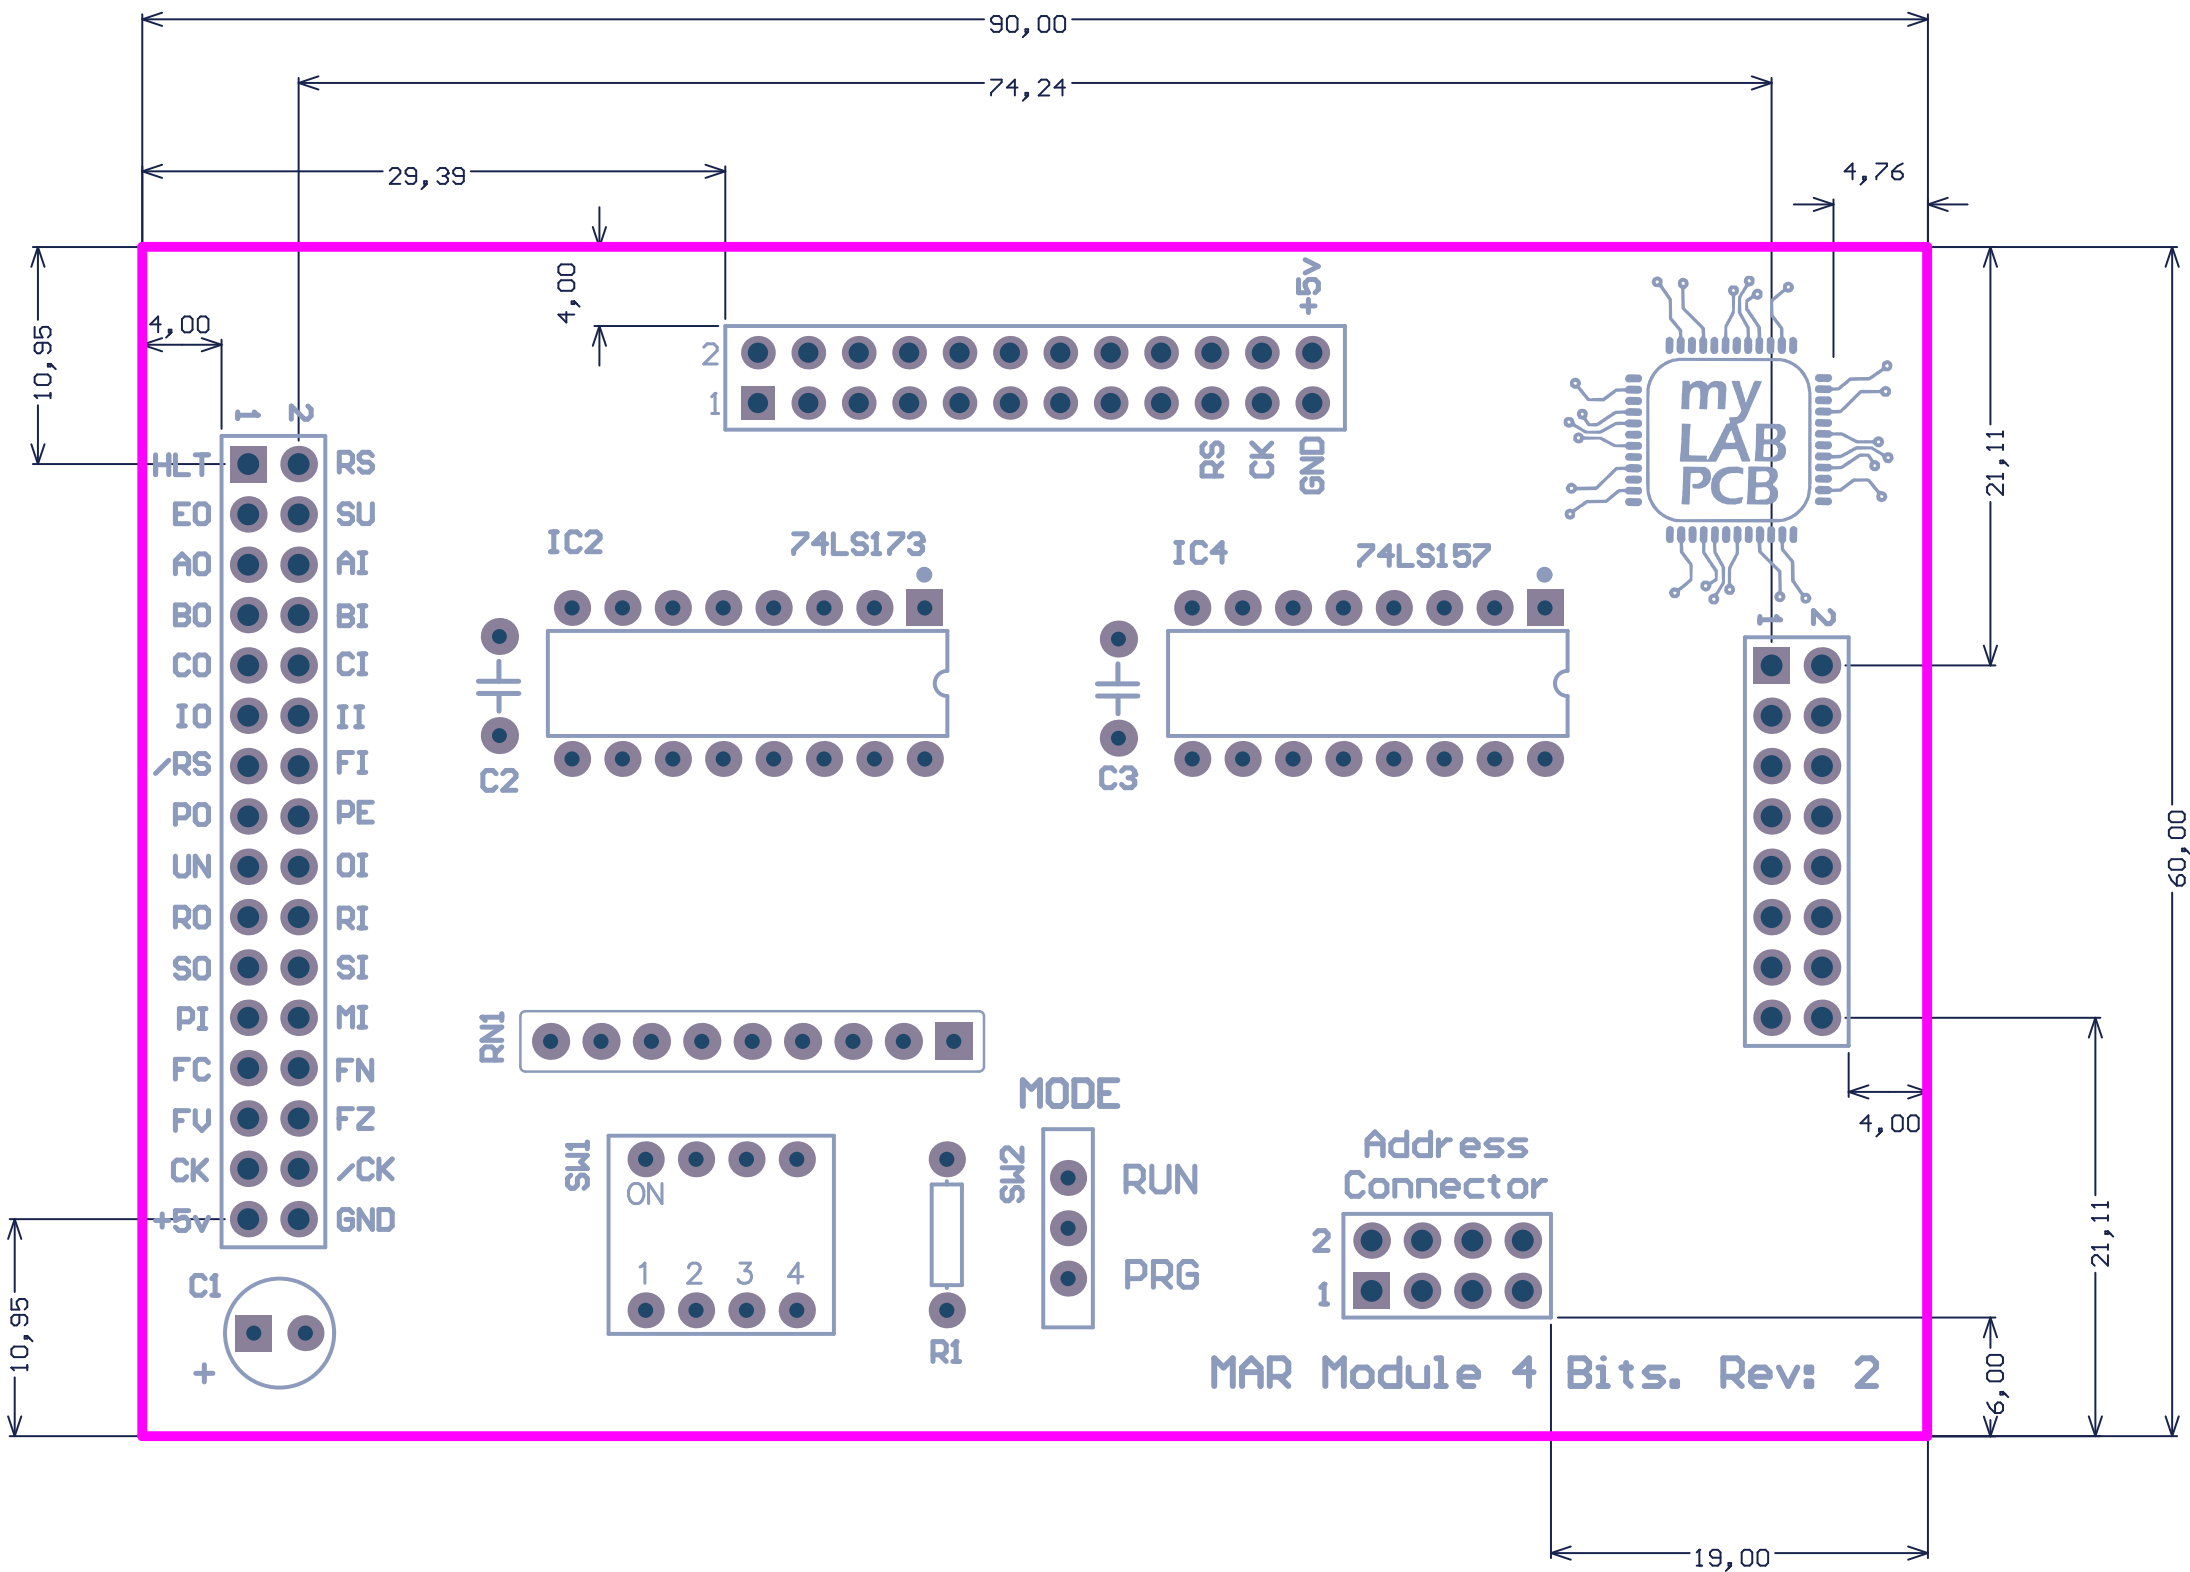 90,00
74,24
29,39
4,76
4,00
+5v
10,95
4,00
2
1
1 2
RS CK GND
my
LAB
PCB
21,11
HLT RS
EO SU
AO AI
BO BI
CO CI
IO II
/RS FI
PO PE
UN OI
RO RI
SO SI
PI MI
FC FN
FV FZ
CK /CK
+5v GND
IC2 74LS173
IC4 74LS157
1 2
C2
C3
60,00
RN1
MODE
4,00
SW1
ON
1 2 3 4
SW2
RUN
PRG
R1
Address
Connector
2
1
21,11
C1
+
10,95
MAR Module 4 Bits. Rev: 2
6,00
19,00